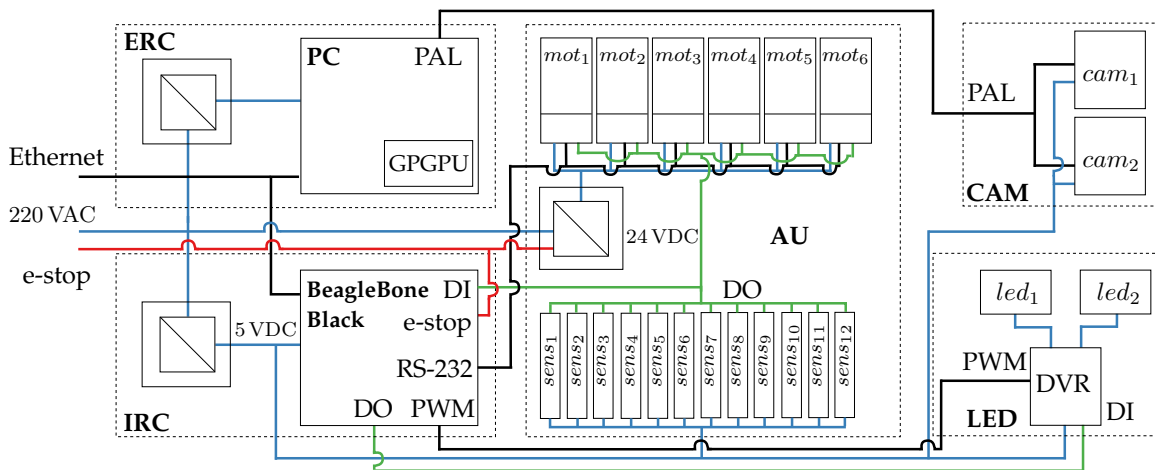 ERC
PC
PAL
GPGPU
mot1
mot2
mot3
mot4
mot5
mot6
PAL
cam1
cam2
CAM
Ethernet
220 VAC
e-stop
24 VDC
AU
IRC
5 VDC
BeagleBone
Black
DI
e-stop
RS-232
DO
PWM
DO
sens1
sens2
sens3
sens4
sens5
sens6
sens7
sens8
sens9
sens10
sens11
sens12
led1
led2
PWM
DVR
DI
LED